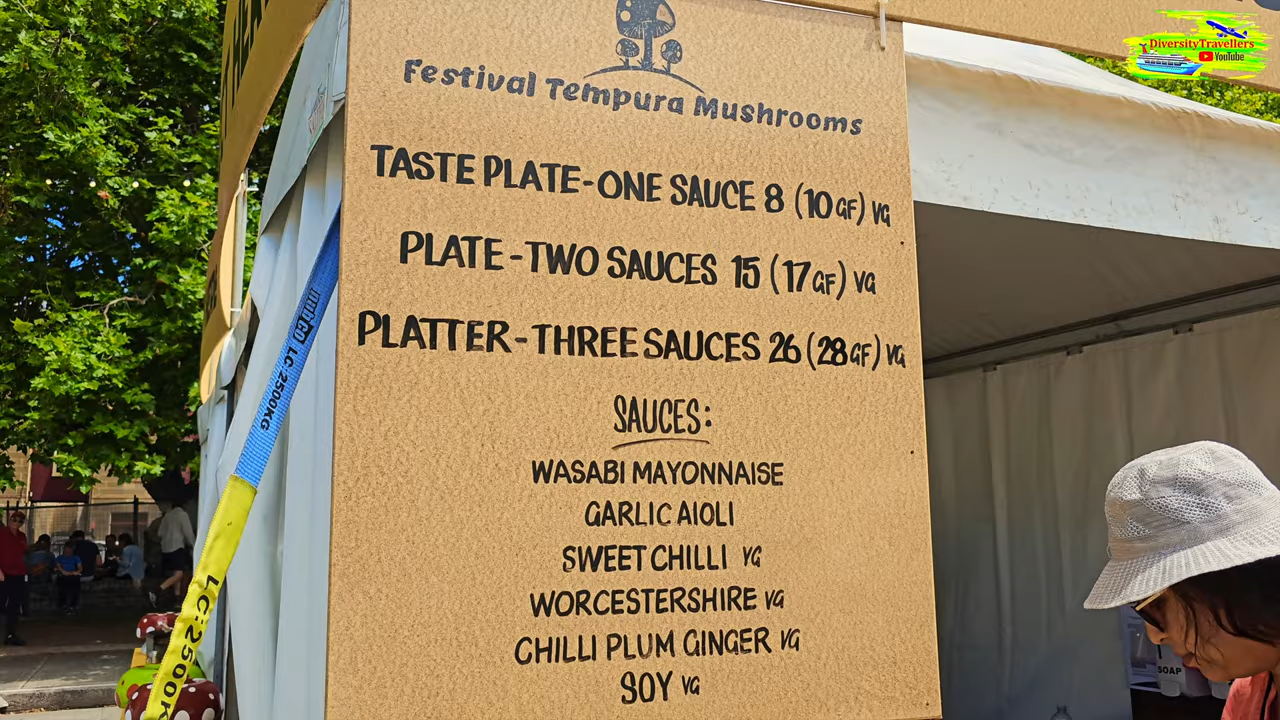 DiversityTravellers
YouTube
Festival Tempura Mushrooms
TASTE PLATE-ONE SAUCE 8 (10 GF) VG
PLATE-TWO SAUCES 15 (17 GF) VG
PLATTER-THREE SAUCES 26 (28 GF) VG
SAUCES:
WASABI MAYONNAISE
GARLIC AIOLI
SWEET CHILLI VG
WORCESTERSHIRE VG
CHILLI PLUM GINGER VG
SOY VG
LC 2500KG
LC: 2500K
SOAP